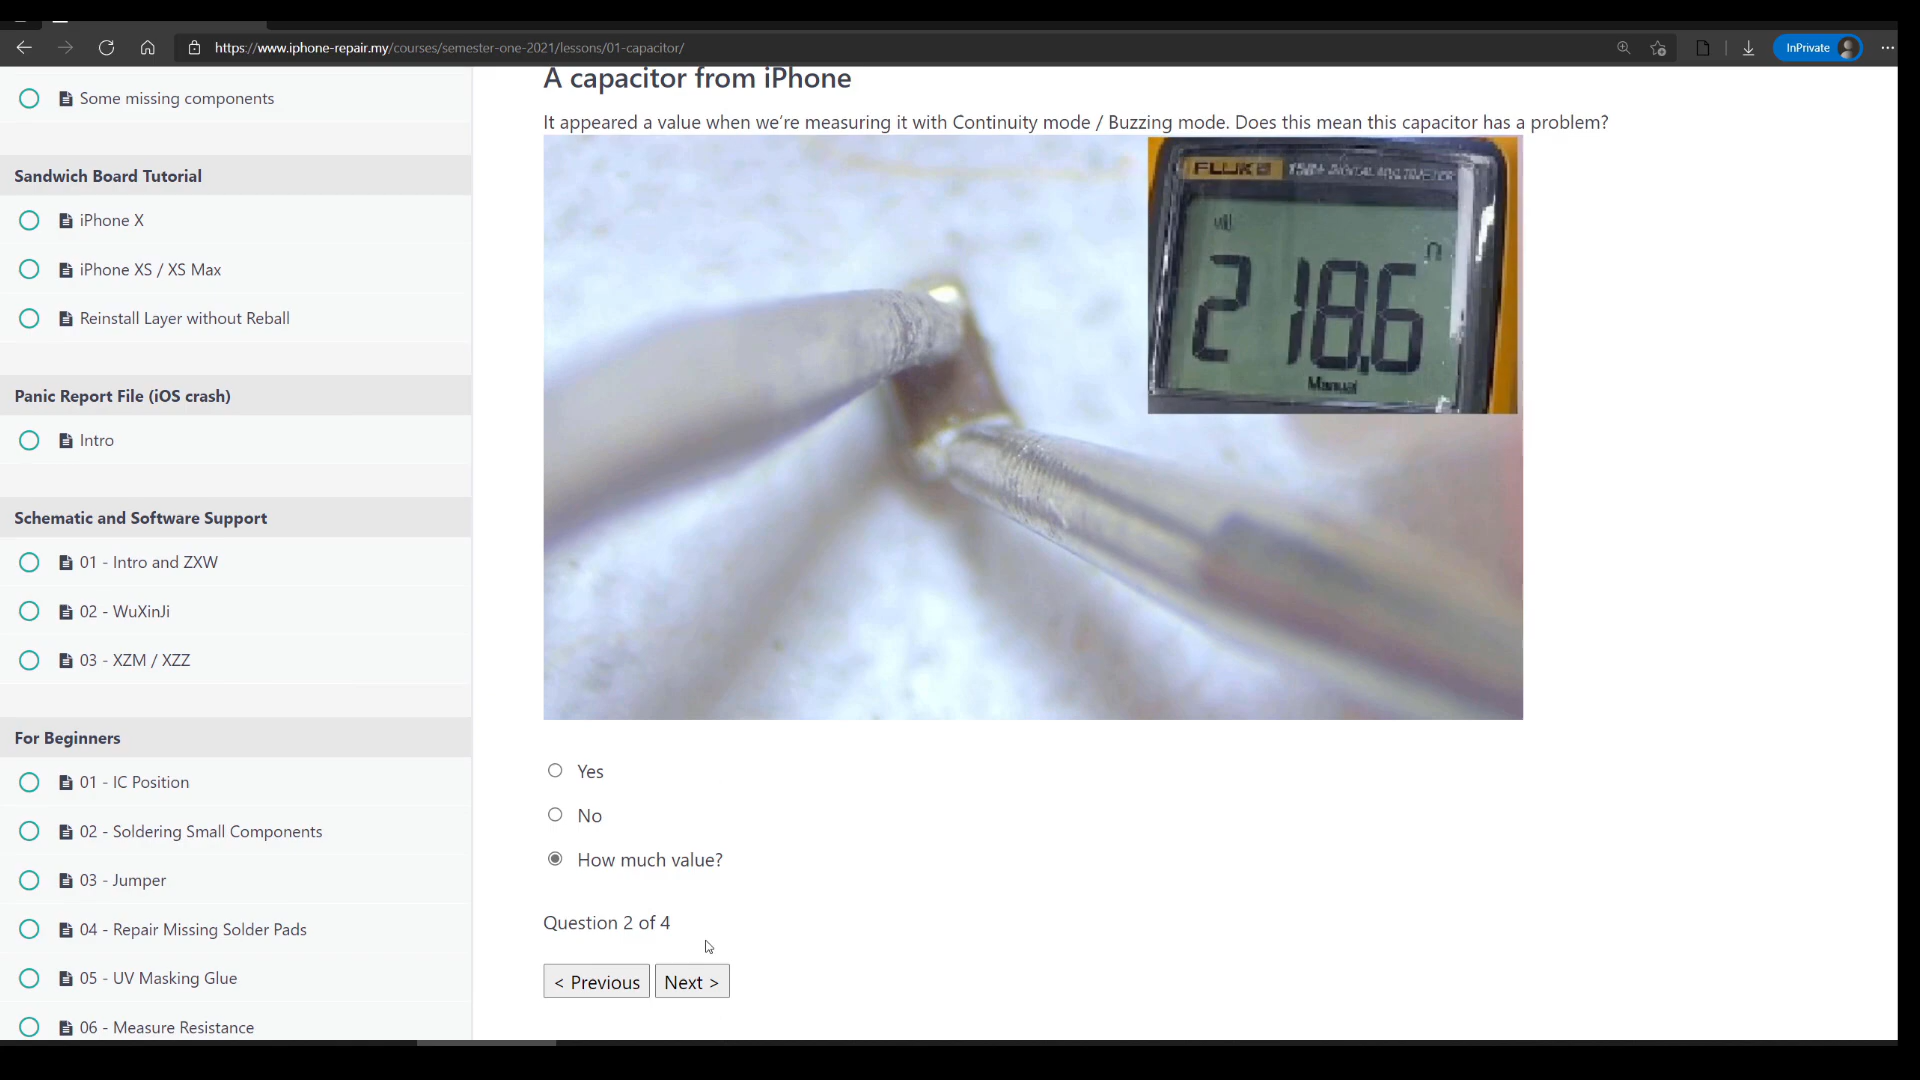 https://www.iphone-repair.my/courses/semester-one-2021/lessons/01-capacitor/
InPrivate
Some missing components
Sandwich Board Tutorial
iPhone X
iPhone XS / XS Max
Reinstall Layer without Reball
Panic Report File (iOS crash)
Intro
Schematic and Software Support
01 - Intro and ZXW
02 - WuXinJi
03 - XZM / XZZ
For Beginners
01 - IC Position
02 - Soldering Small Components
03 - Jumper
04 - Repair Missing Solder Pads
05 - UV Masking Glue
06 - Measure Resistance
A capacitor from iPhone
It appeared a value when we're measuring it with Continuity mode / Buzzing mode. Does this mean this capacitor has a problem?
FLUKE
218.6
Manual
Yes
No
How much value?
Question 2 of 4
< Previous
Next >